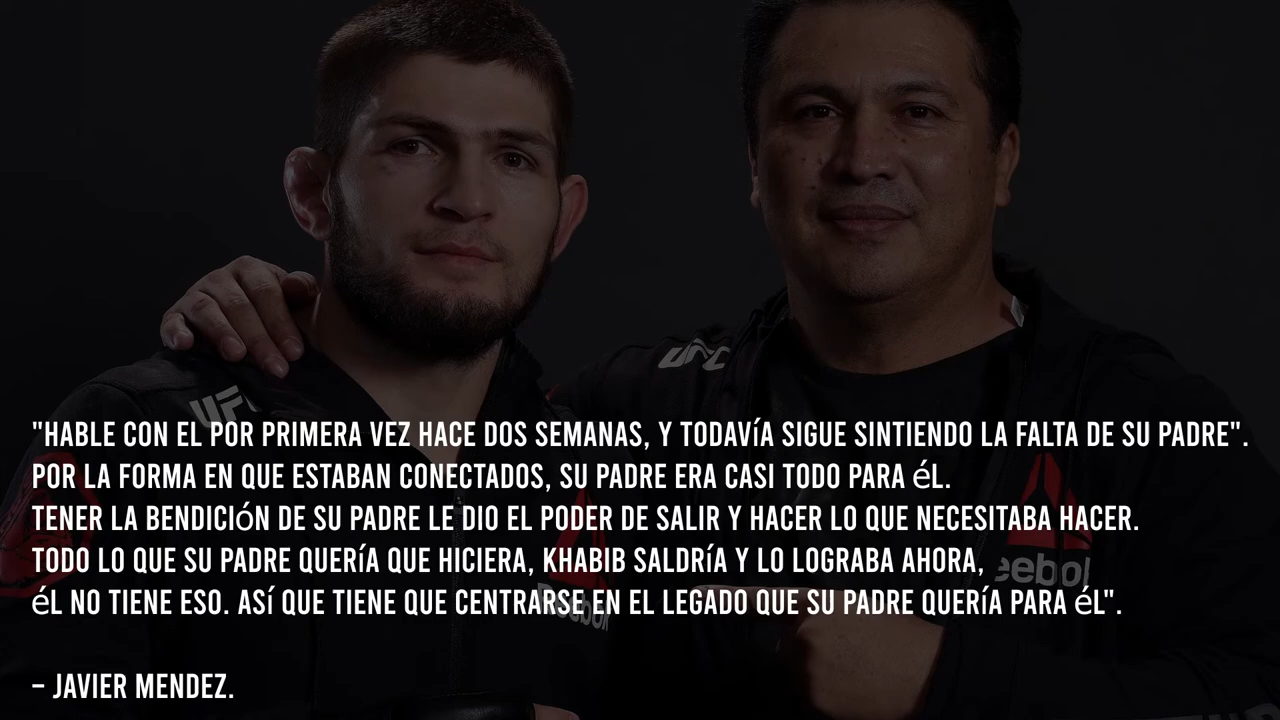 UFC
UFC
"HABLE CON EL POR PRIMERA VEZ HACE DOS SEMANAS, Y TODAVÍA SIGUE SINTIENDO LA FALTA DE SU PADRE".
POR LA FORMA EN QUE ESTABAN CONECTADOS, SU PADRE ERA CASI TODO PARA ÉL.
TENER LA BENDICIÓN DE SU PADRE LE DIO EL PODER DE SALIR Y HACER LO QUE NECESITABA HACER.
TODO LO QUE SU PADRE QUERÍA QUE HICIERA, KHABIB SALDRÍA Y LO LOGRABA AHORA,
eebok
ÉL NO TIENE ESO. ASÍ QUE TIENE QUE CENTRARSE EN EL LEGADO QUE SU PADRE QUERÍA PARA ÉL".
Reebok
– JAVIER MENDEZ.